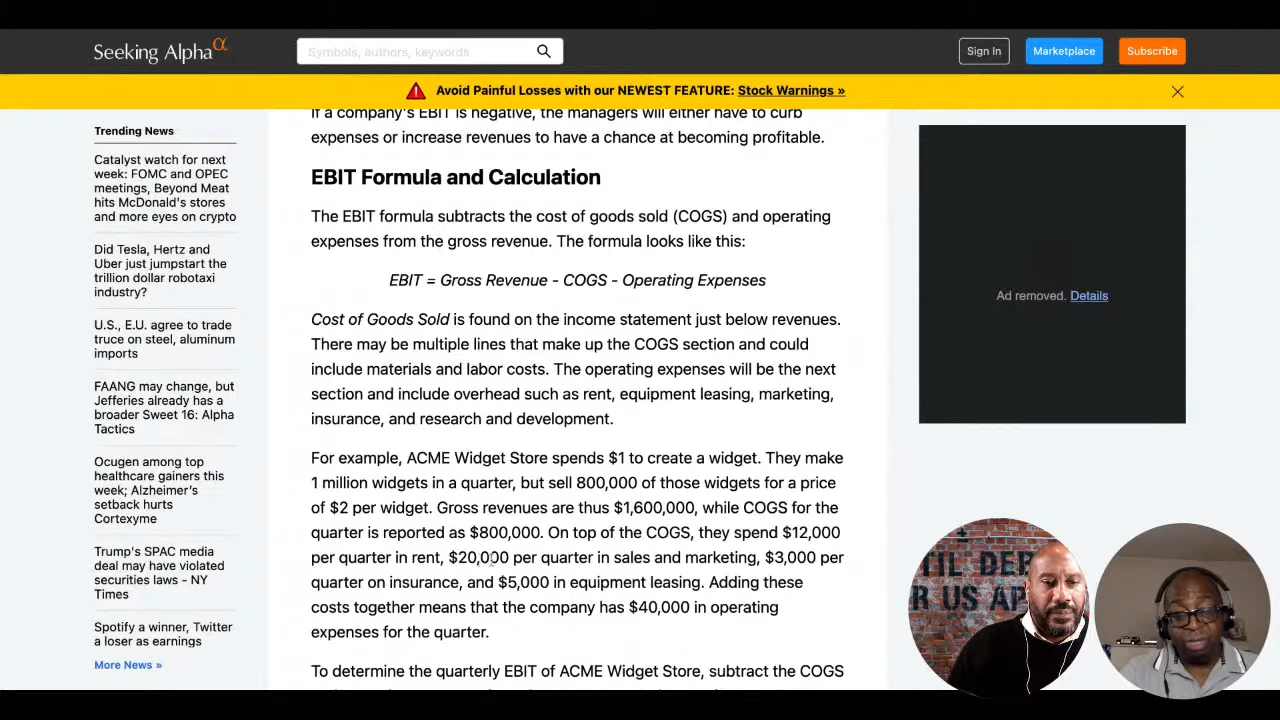 Seeking Alpha α
Symbols, authors, keywords
Sign In
Marketplace
Subscribe
Avoid Painful Losses with our NEWEST FEATURE: Stock Warnings »
Trending News
Catalyst watch for next
week: FOMC and OPEC
meetings, Beyond Meat
hits McDonald's stores
and more eyes on crypto
Did Tesla, Hertz and
Uber just jumpstart the
trillion dollar robotaxi
industry?
U.S., E.U. agree to trade
truce on steel, aluminum
imports
FAANG may change, but
Jefferies already has a
broader Sweet 16: Alpha
Tactics
Ocugen among top
healthcare gainers this
week; Alzheimer's
setback hurts
Cortexyme
Trump's SPAC media
deal may have violated
securities laws - NY
Times
Spotify a winner, Twitter
a loser as earnings
More News »
If a company's EBIT is negative, the managers will either have to curb
expenses or increase revenues to have a chance at becoming profitable.
EBIT Formula and Calculation
The EBIT formula subtracts the cost of goods sold (COGS) and operating
expenses from the gross revenue. The formula looks like this:
EBIT = Gross Revenue - COGS - Operating Expenses
Cost of Goods Sold is found on the income statement just below revenues.
There may be multiple lines that make up the COGS section and could
include materials and labor costs. The operating expenses will be the next
section and include overhead such as rent, equipment leasing, marketing,
insurance, and research and development.
For example, ACME Widget Store spends $1 to create a widget. They make
1 million widgets in a quarter, but sell 800,000 of those widgets for a price
of $2 per widget. Gross revenues are thus $1,600,000, while COGS for the
quarter is reported as $800,000. On top of the COGS, they spend $12,000
per quarter in rent, $20,000 per quarter in sales and marketing, $3,000 per
quarter on insurance, and $5,000 in equipment leasing. Adding these
costs together means that the company has $40,000 in operating
expenses for the quarter.
To determine the quarterly EBIT of ACME Widget Store, subtract the COGS
Ad removed. Details